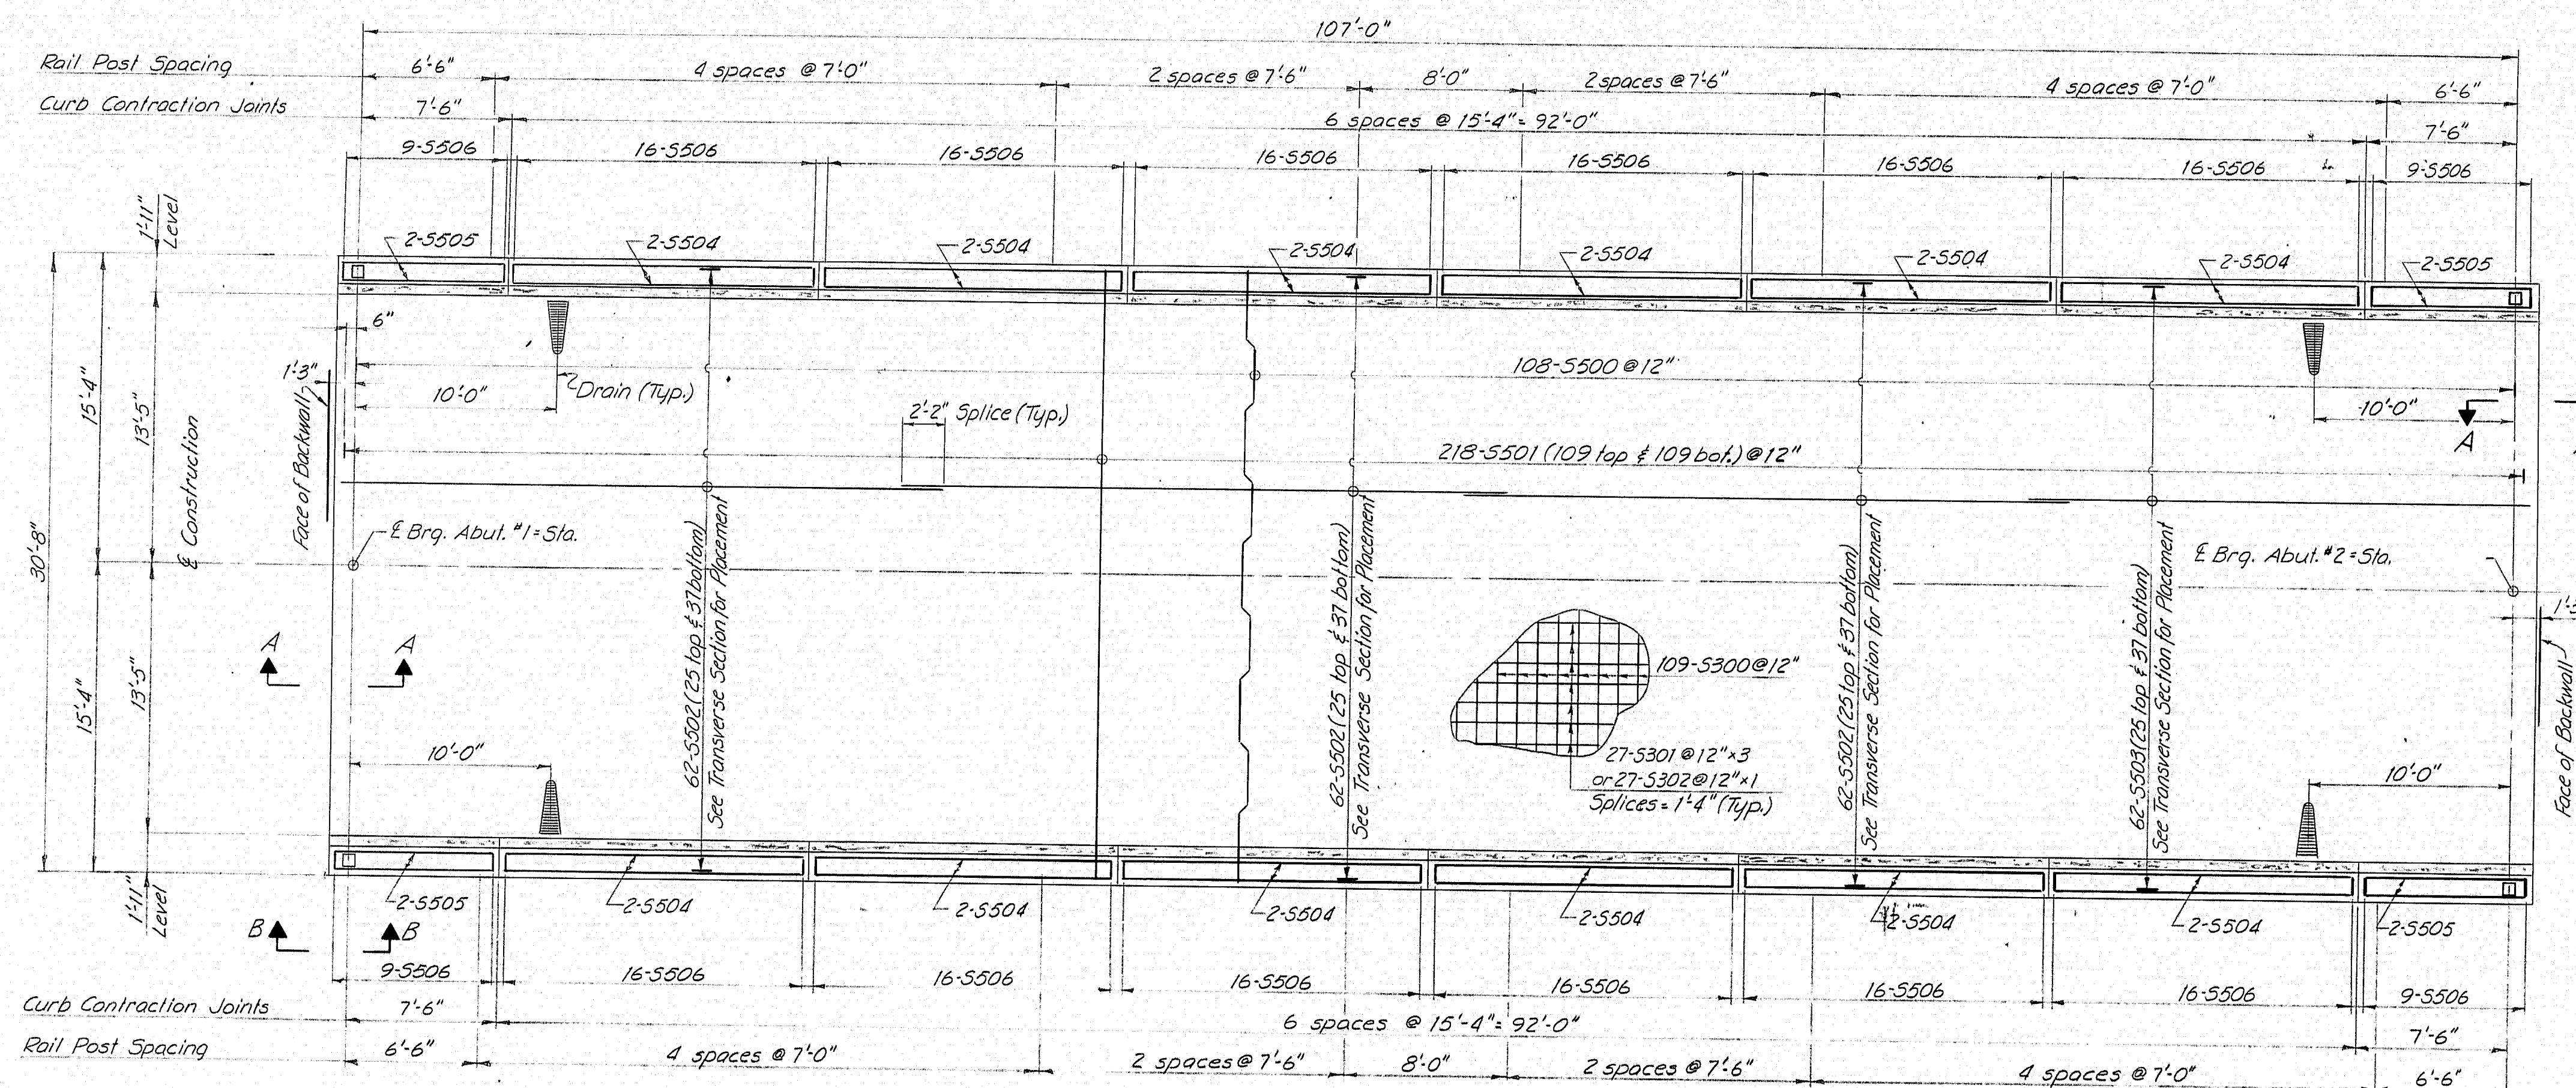 107'-0"
Rail Post Spacing
6'-6"
4 spaces @ 7'-0"
2 spaces @ 7'-6"
8'-0"
2 spaces @ 7'-6"
4 spaces @ 7'-0"
6'-6"
Curb Contraction Joints
7'-6"
6 spaces @ 15'-4" = 92'-0"
7'-6"
9-S506
16-S506
16-S506
16-S506
16-S506
16-S506
16-S506
9-S506
1'-11"
Level
2-S505
2-S504
2-S504
2-S504
2-S504
2-S504
2-S504
2-S505
6"
1'-3"
Face of Backwall
10'-0"
Drain (Typ.)
2'-2" Splice (Typ.)
108-S500 @ 12"
10'-0"
A
218-S501 (109 top & 109 bot.) @ 12"
30'-8"
15'-4"
13'-5"
℄ Construction
℄ Brg. Abut. #1 = Sta.
62-S502 (25 top & 37 bottom)
See Transverse Section for Placement
62-S502 (25 top & 37 bottom)
See Transverse Section for Placement
62-S502 (25 top & 37 bottom)
See Transverse Section for Placement
62-S503 (25 top & 37 bottom)
See Transverse Section for Placement
℄ Brg. Abut. #2 = Sta.
Face of Backwall
A
A
15'-4"
13'-5"
109-S300 @ 12"
27-S301 @ 12" x 3
or 27-S302 @ 12" x 1
Splices = 1'-4" (Typ.)
10'-0"
10'-0"
1'-11"
Level
2-S505
2-S504
2-S504
2-S504
2-S504
2-S504
2-S504
2-S505
B
B
9-S506
16-S506
16-S506
16-S506
16-S506
16-S506
16-S506
9-S506
Curb Contraction Joints
7'-6"
6 spaces @ 15'-4" = 92'-0"
7'-6"
Rail Post Spacing
6'-6"
4 spaces @ 7'-0"
2 spaces @ 7'-6"
8'-0"
2 spaces @ 7'-6"
4 spaces @ 7'-0"
6'-6"